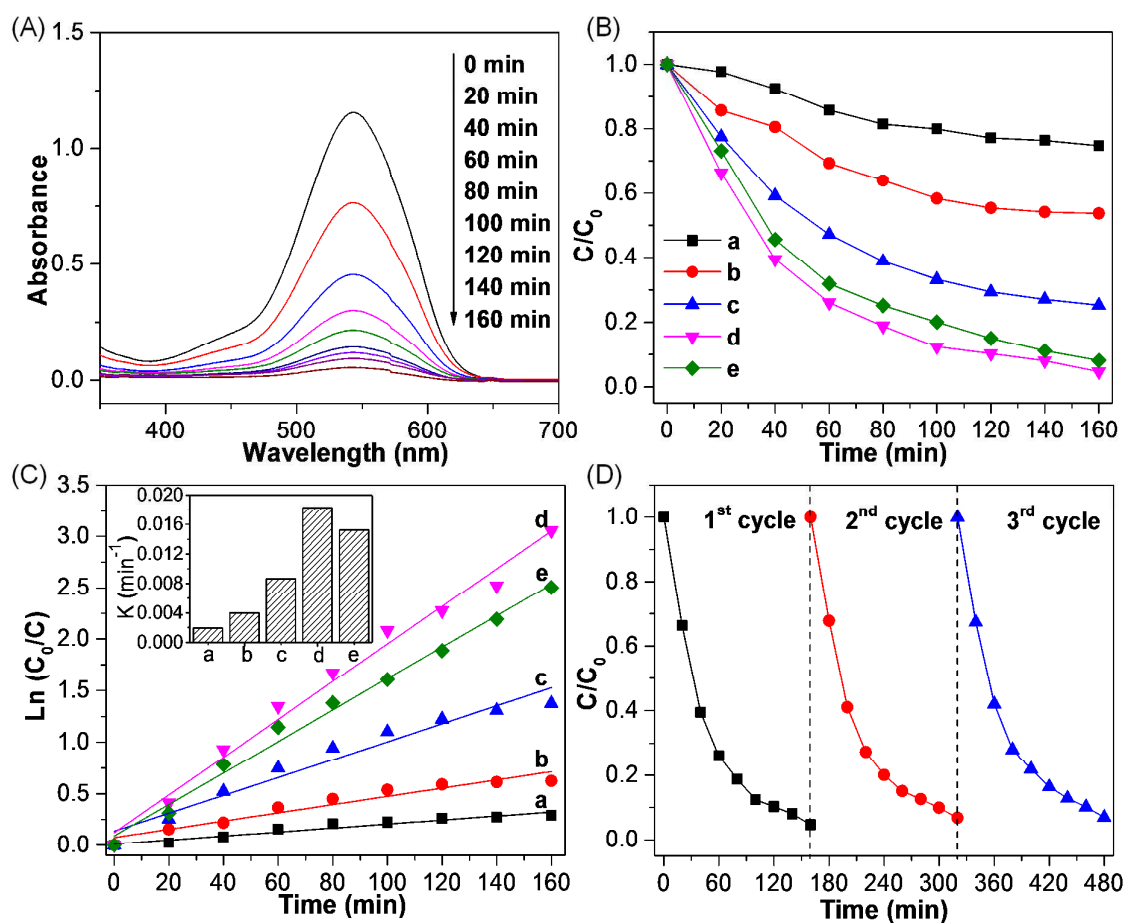 (A)
1.5
1.0
0.5
0.0
Absorbance
0 min
20 min
40 min
60 min
80 min
100 min
120 min
140 min
160 min
400 500 600 700
Wavelength (nm)
(B)
1.0
0.8
0.6
0.4
0.2
0.0
C/C0
a
b
c
d
e
0 20 40 60 80 100 120 140 160
Time (min)
(C)
3.5
3.0
2.5
2.0
1.5
1.0
0.5
0.0
Ln (C0/C)
0.020
0.016
0.012
0.008
0.004
0.000
K (min-1)
a b c d e
d
e
c
b
a
0 20 40 60 80 100 120 140 160
Time (min)
(D)
1.0
0.8
0.6
0.4
0.2
0.0
C/C0
1st cycle 2nd cycle 3rd cycle
0 60 120 180 240 300 360 420 480
Time (min)